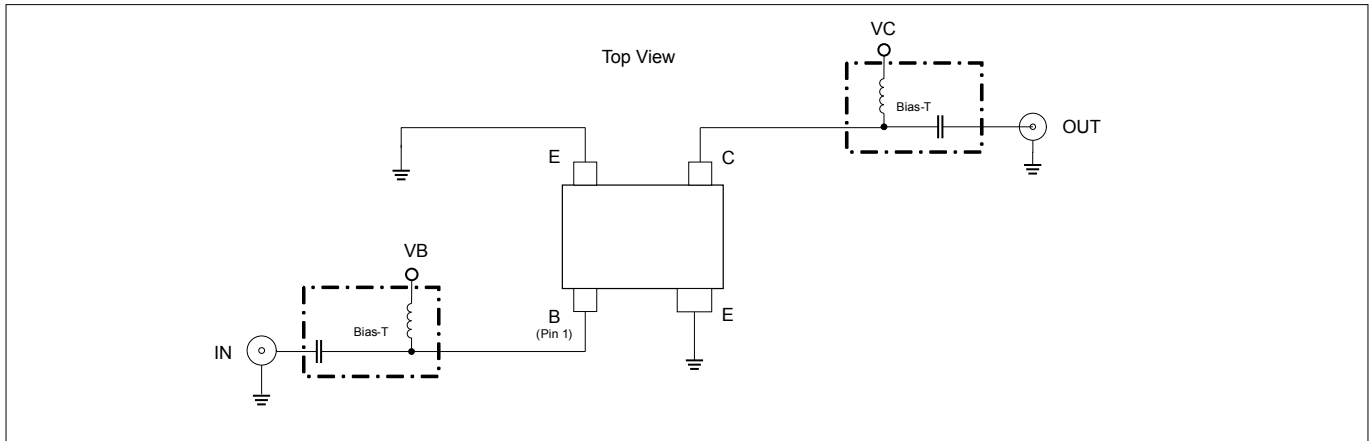 VC
Top View
Bias-T
OUT
E
C
VB
B
E
(Pin 1)
Bias-T
IN